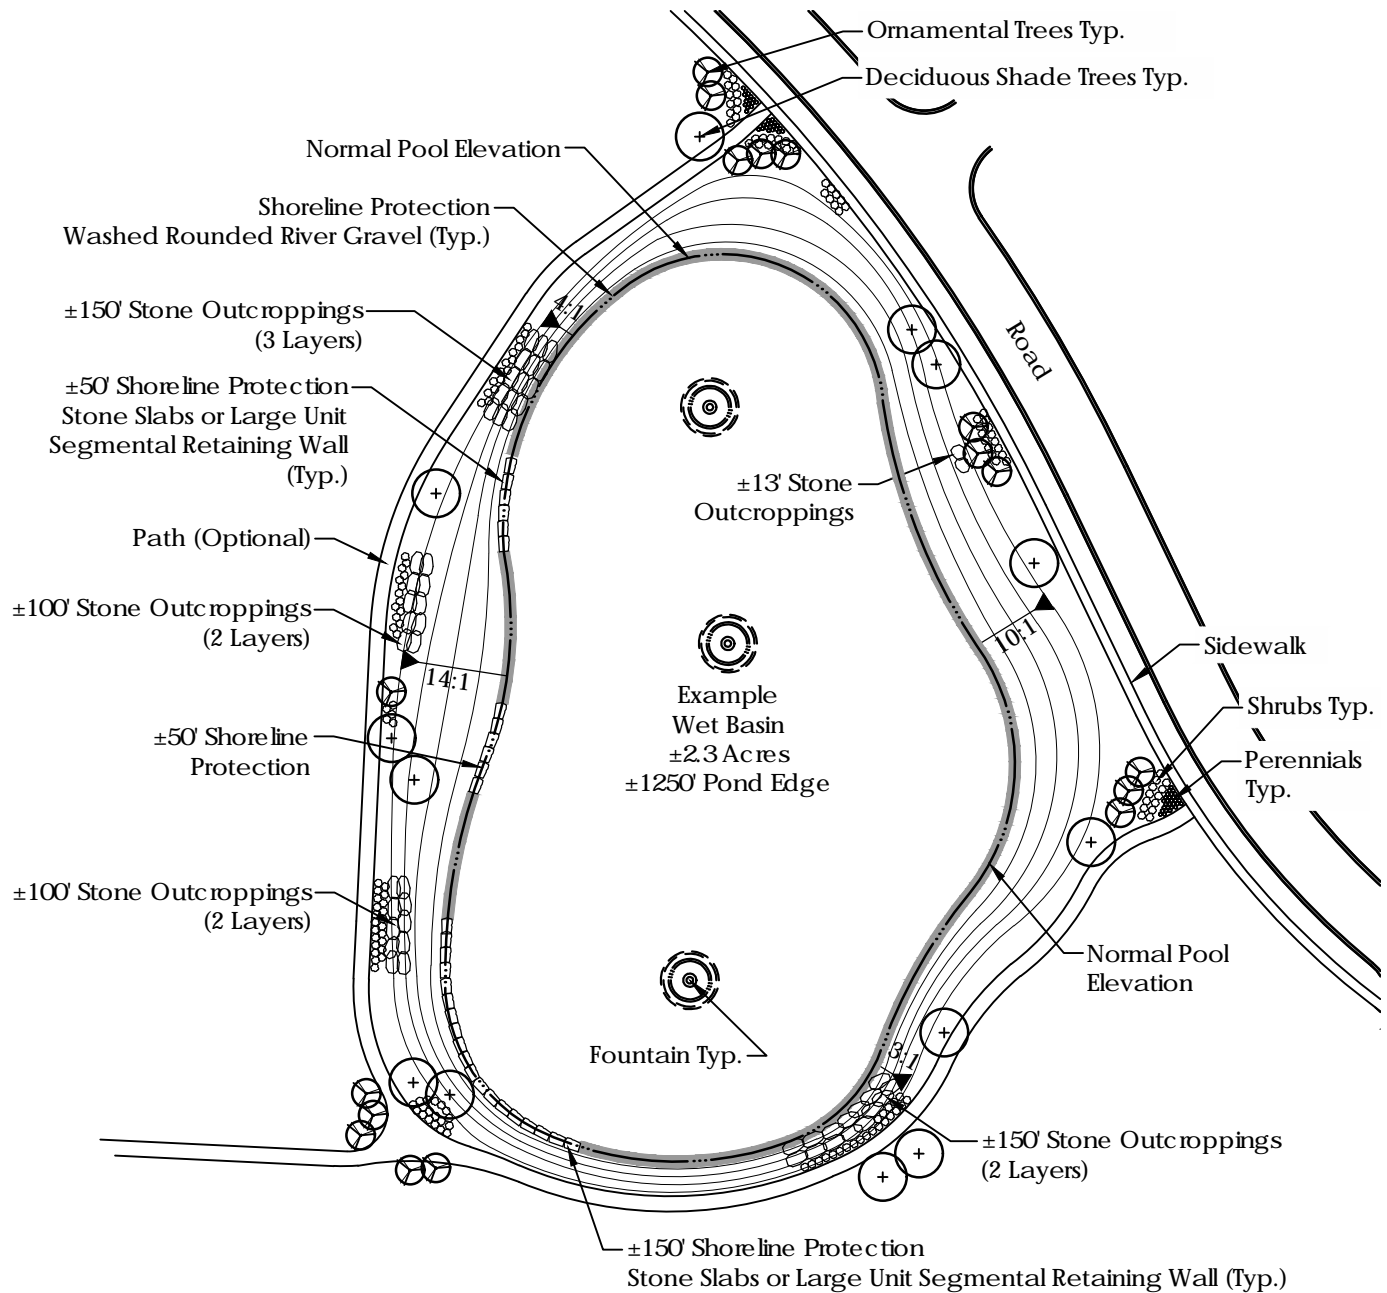 Ornamental Trees Typ.
Deciduous Shade Trees Typ.
Normal Pool Elevation
Shoreline Protection
Washed Rounded River Gravel (Typ.)
4:1
±150' Stone Outcroppings
(3 Layers)
Road
±50' Shoreline Protection
Stone Slabs or Large Unit
Segmental Retaining Wall
(Typ.)
±13' Stone
Outcroppings
Path (Optional)
±100' Stone Outcroppings
(2 Layers)
10:1
Sidewalk
14:1
Example
Wet Basin
±2.3 Acres
±1250' Pond Edge
Shrubs Typ.
±50' Shoreline
Protection
Perennials
Typ.
±100' Stone Outcroppings
(2 Layers)
Normal Pool
Elevation
Fountain Typ.
3:1
±150' Stone Outcroppings
(2 Layers)
±150' Shoreline Protection
Stone Slabs or Large Unit Segmental Retaining Wall (Typ.)